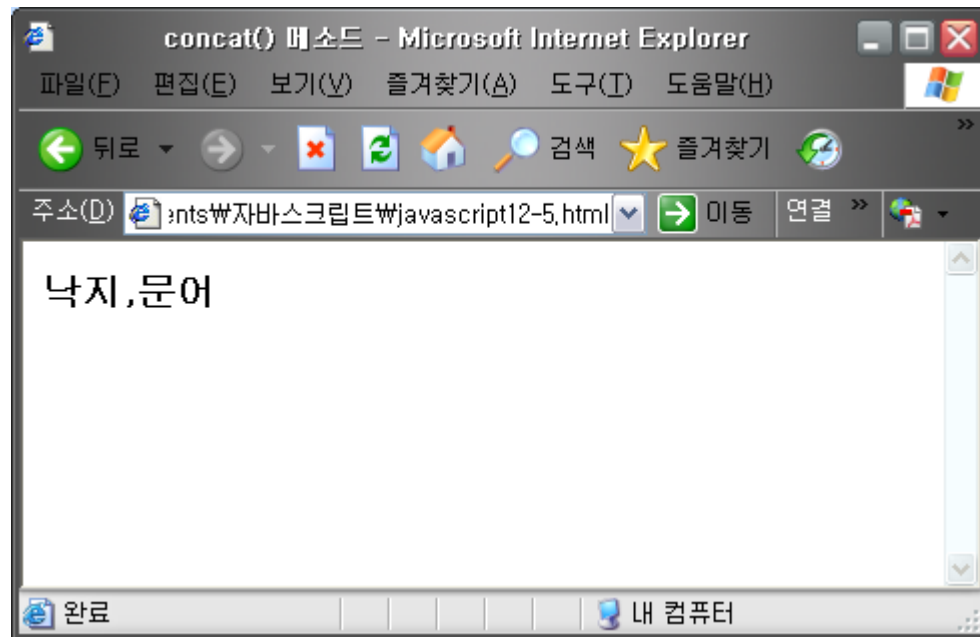 concat() 메소드 - Microsoft Internet Explorer
파일(F) 편집(E) 보기(V) 즐겨찾기(A) 도구(T) 도움말(H)
뒤로 검색 즐겨찾기 »
주소(D) ents₩자바스크립트₩javascript12-5.html 이동 연결 »
낙지,문어
완료 내 컴퓨터